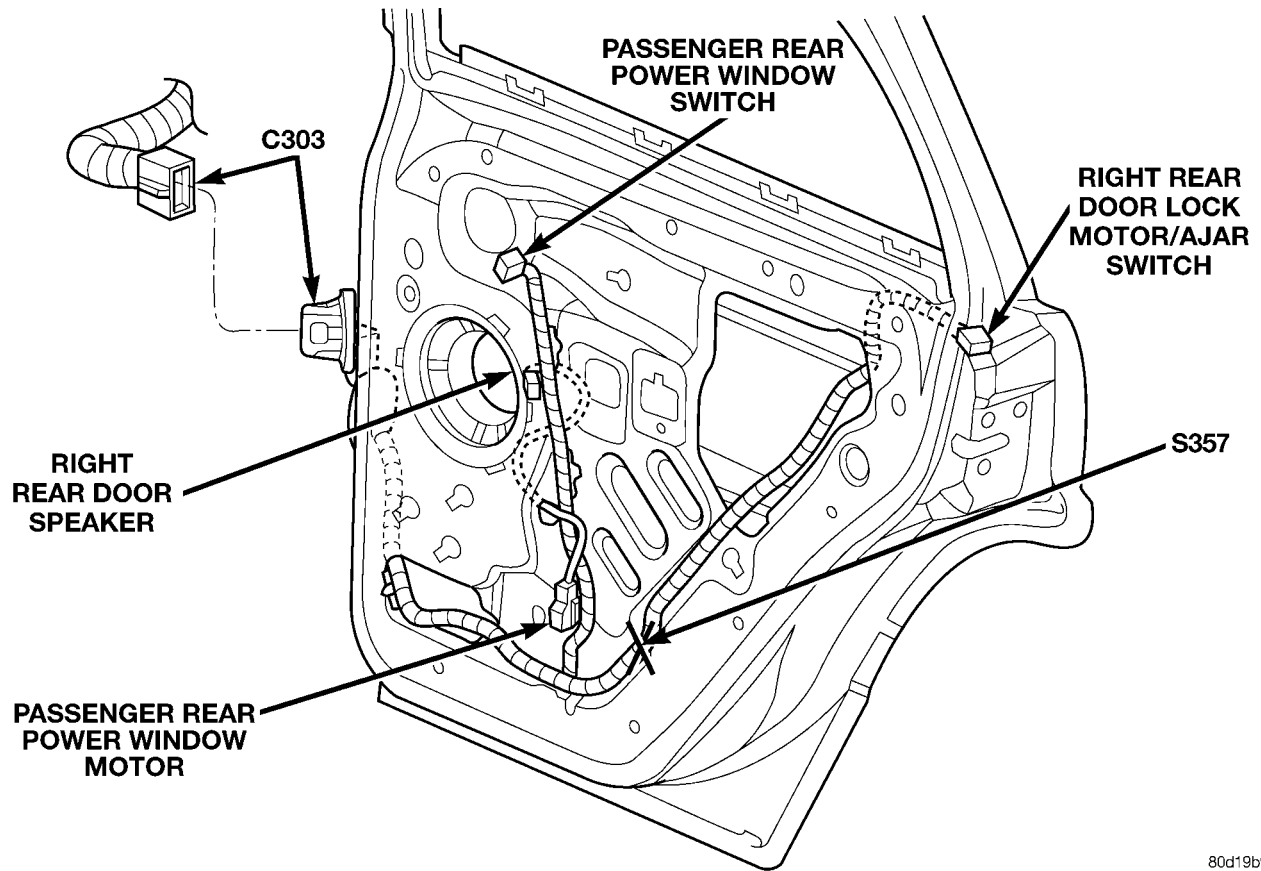 PASSENGER REAR
POWER WINDOW
SWITCH
C303
RIGHT REAR
DOOR LOCK
MOTOR/AJAR
SWITCH
S357
RIGHT
REAR DOOR
SPEAKER
PASSENGER REAR
POWER WINDOW
MOTOR